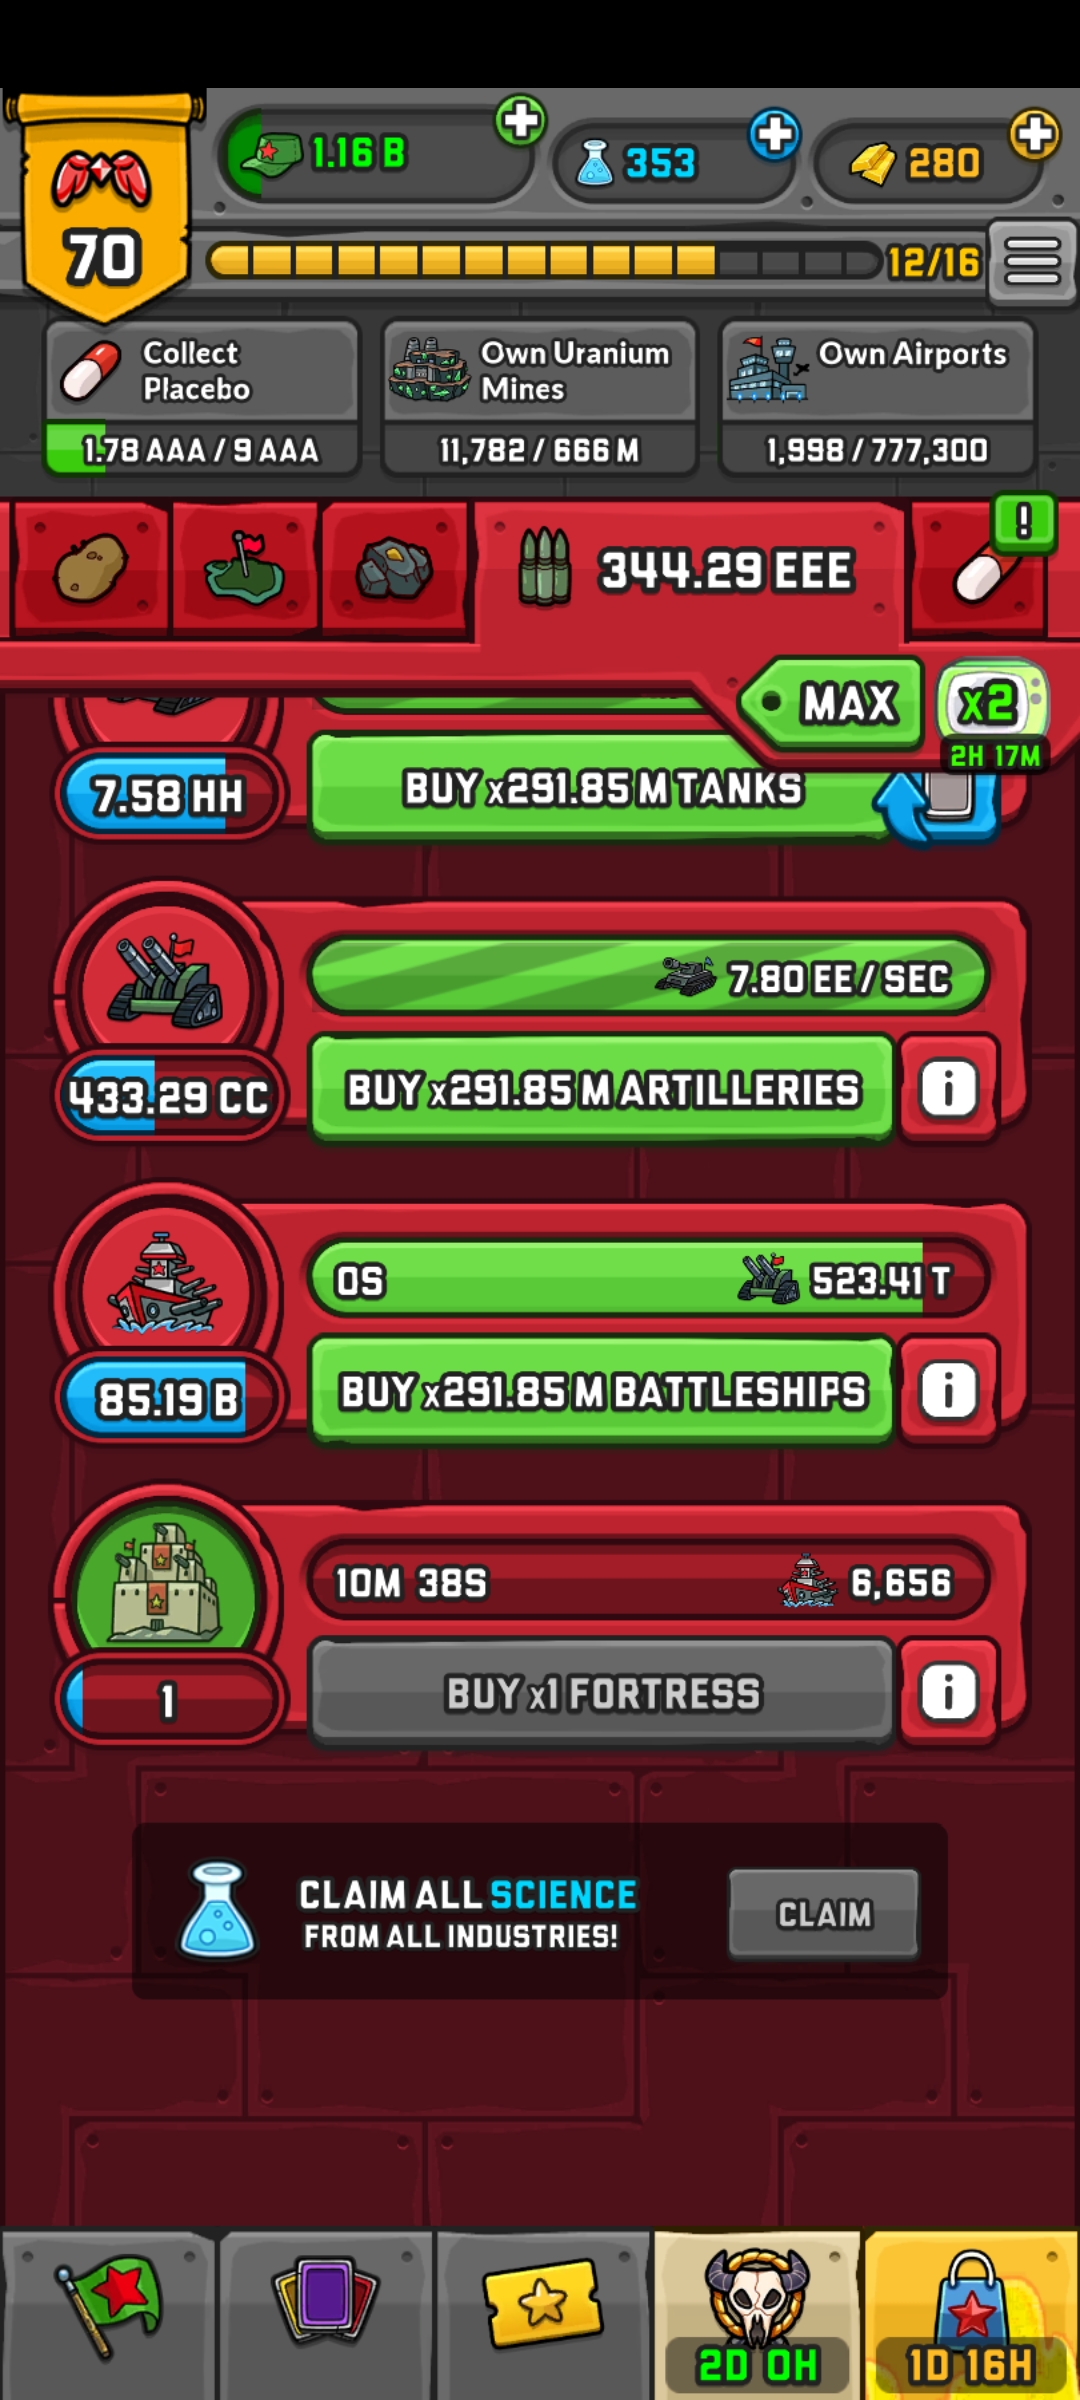 70
1.16 B
353
280
12/16
Collect
Placebo
1.78 AAA / 9 AAA
Own Uranium
Mines
11,782 / 666 M
Own Airports
1,998 / 777,300
344.29 EEE
!
MAX
x2
2H 17M
7.58 HH
BUY x291.85 M TANKS
7.80 EE / SEC
433.29 CC
BUY x291.85 M ARTILLERIES
i
0S
523.41 T
85.19 B
BUY x291.85 M BATTLESHIPS
i
10M 38S
6,656
1
BUY x1 FORTRESS
i
CLAIM ALL SCIENCE
FROM ALL INDUSTRIES!
CLAIM
2D 0H
1D 16H